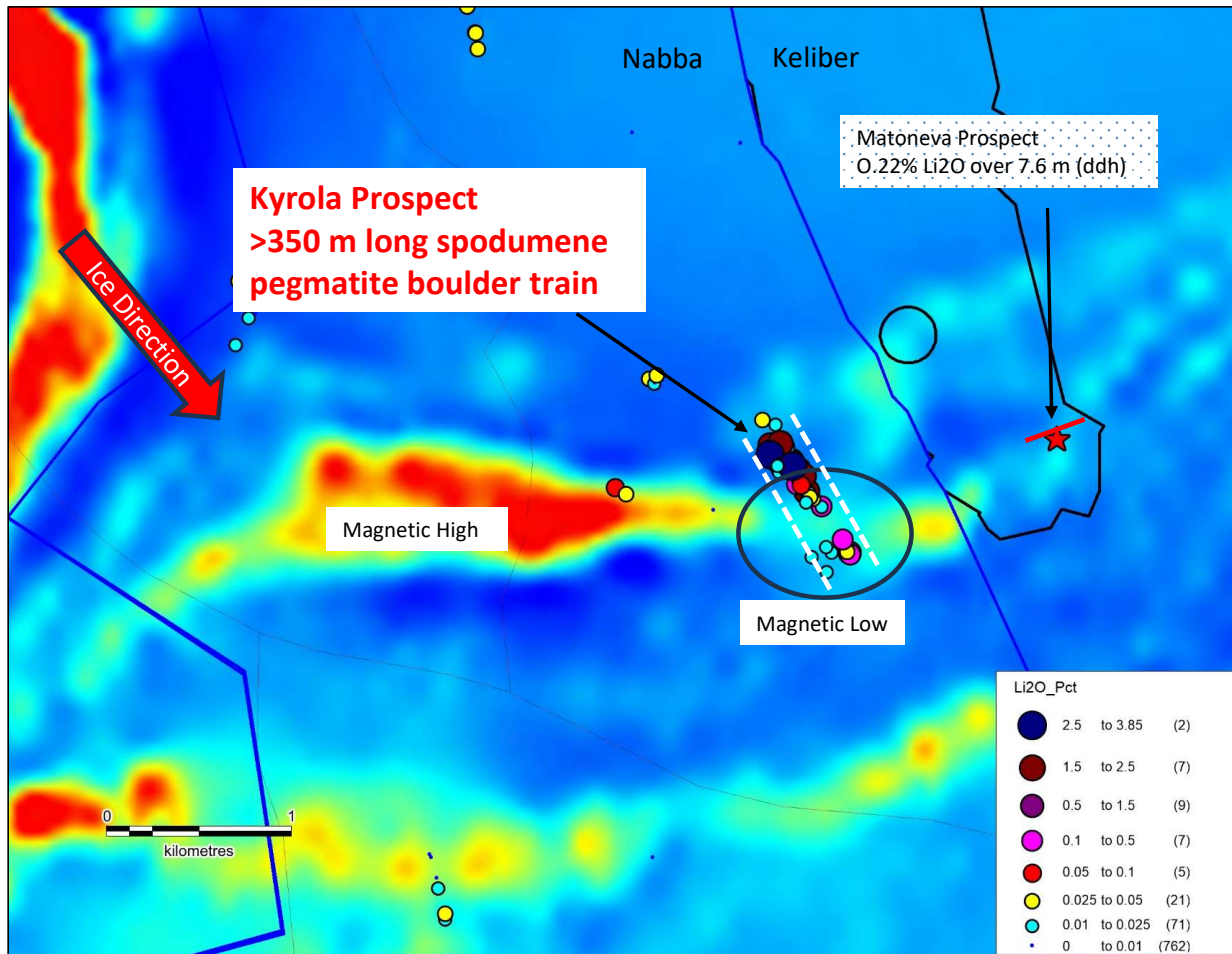 Nabba
Keliber
Matoneva Prospect
0.22% Li2O over 7.6 m (ddh)
Kyrola Prospect
>350 m long spodumene
pegmatite boulder train
Ice Direction
Magnetic High
Magnetic Low
0 1
kilometres
Li2O_Pct
2.5 to 3.85 (2)
1.5 to 2.5 (7)
0.5 to 1.5 (9)
0.1 to 0.5 (7)
0.05 to 0.1 (5)
0.025 to 0.05 (21)
0.01 to 0.025 (71)
0 to 0.01 (762)